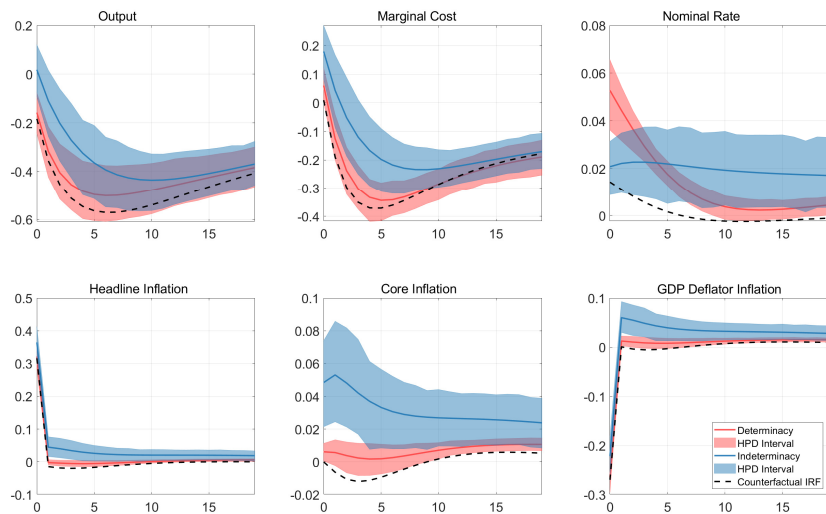 Output
0
-0.2
-0.4
-0.6
0 5 10 15
Marginal Cost
0.2
0.1
0
-0.1
-0.2
-0.3
-0.4
0 5 10 15
Nominal Rate
0.08
0.06
0.04
0.02
0
0 5 10 15
Headline Inflation
0.5
0.4
0.3
0.2
0.1
0
-0.1
0 5 10 15
Core Inflation
0.1
0.08
0.06
0.04
0.02
0
-0.02
0 5 10 15
GDP Deflator Inflation
0.1
0
-0.1
-0.2
-0.3
0 5 10 15
Determinacy
HPD Interval
Indeterminacy
HPD Interval
Counterfactual IRF